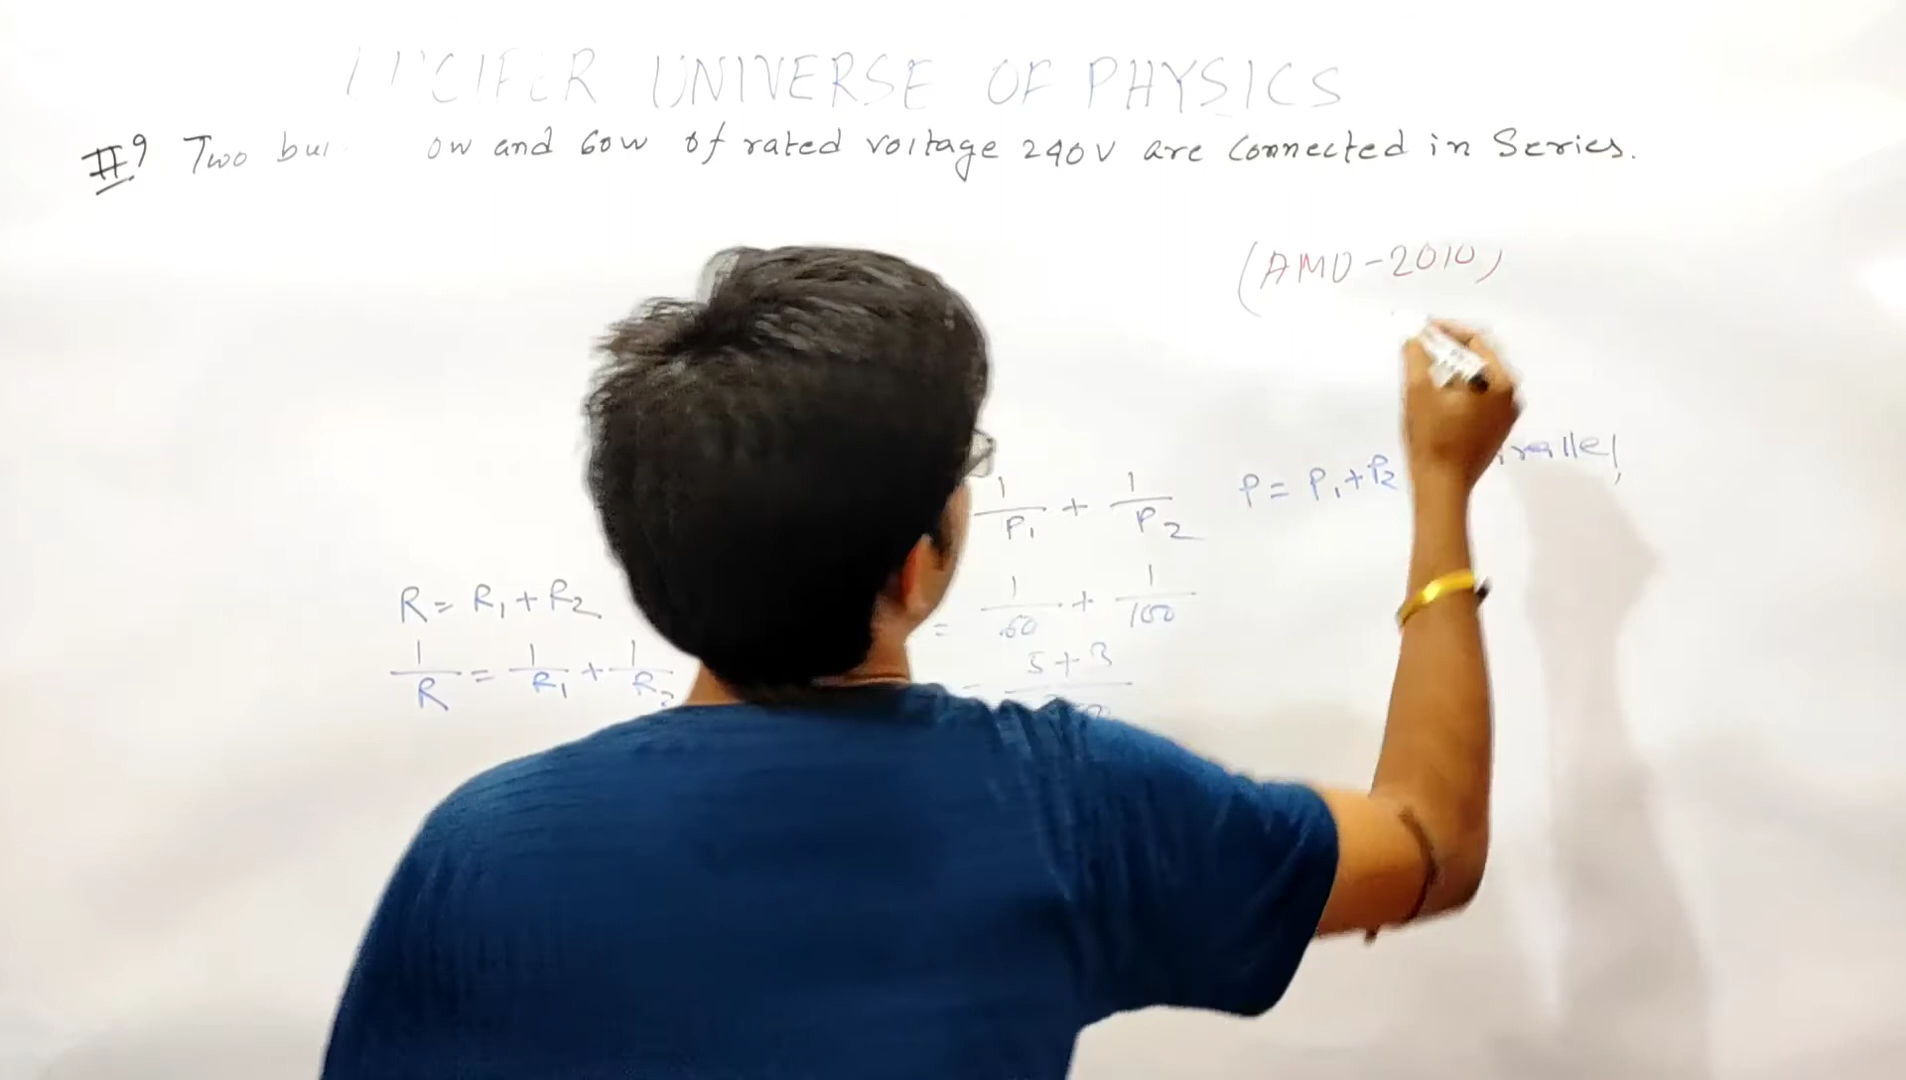 LUCIFER UNIVERSE OF PHYSICS
#9 Two and 60W of rated voltage 240V are connected in Series.
(AMU-2010)
1/P₁ + 1/P₂ P = P₁+P₂
R = R₁+R₂ = 1/60 + 1/100
1/R = 1/R₁ + 1/R₂ 5+3